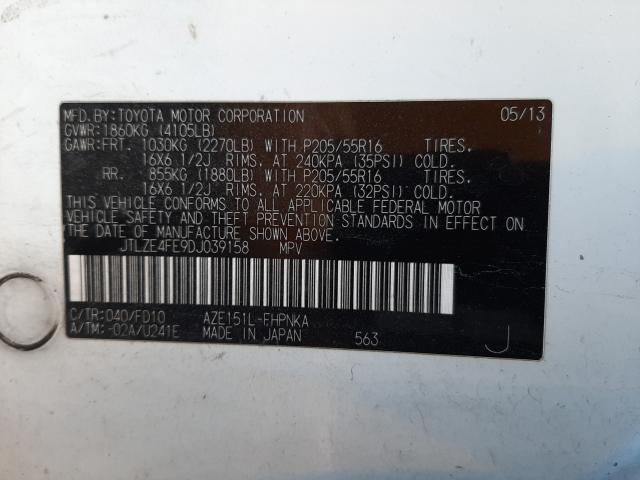 MFD.BY:TOYOTA MOTOR CORPORATION 05/13
GVWR:1860KG (4105LB)
GAWR:FRT. 1030KG (2270LB) WITH P205/55R16 TIRES.
16X6 1/2J RIMS. AT 240KPA (35PSI) COLD.
RR. 855KG (1880LB) WITH P205/55R16 TIRES.
16X6 1/2J RIMS. AT 220KPA (32PSI) COLD.
THIS VEHICLE CONFORMS TO ALL APPLICABLE FEDERAL MOTOR
VEHICLE SAFETY AND THEFT PREVENTION STANDARDS IN EFFECT ON
THE DATE OF MANUFACTURE SHOWN ABOVE.
JTLZE4FE9DJ039158 MPV
C/TR:040/FD10 AZE151L-EHPNKA
A/TM:-02A/U241E MADE IN JAPAN 563 J